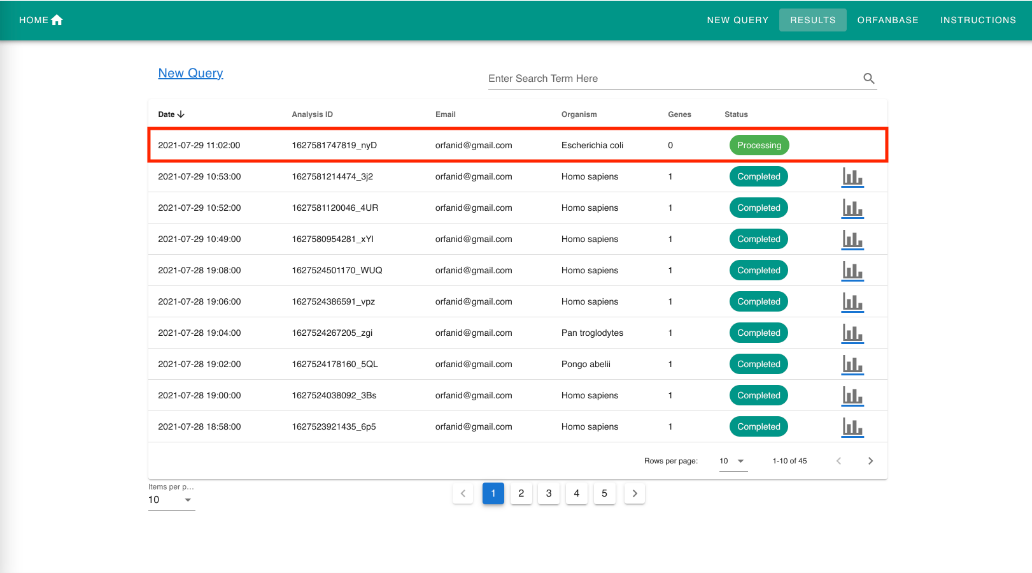 HOME NEW QUERY RESULTS ORFANBASE INSTRUCTIONS
New Query
Enter Search Term Here
Date Analysis ID Email Organism Genes Status
2021-07-29 11:02:00 1627581747819_nyD orfanid@gmail.com Escherichia coli 0 Processing
2021-07-29 10:53:00 1627581214474_3j2 orfanid@gmail.com Homo sapiens 1 Completed
2021-07-29 10:52:00 1627581120046_4UR orfanid@gmail.com Homo sapiens 1 Completed
2021-07-29 10:49:00 1627580954281_xYl orfanid@gmail.com Homo sapiens 1 Completed
2021-07-28 19:08:00 1627524501170_WUQ orfanid@gmail.com Homo sapiens 1 Completed
2021-07-28 19:06:00 1627524386591_vpz orfanid@gmail.com Homo sapiens 1 Completed
2021-07-28 19:04:00 1627524267205_zgi orfanid@gmail.com Pan troglodytes 1 Completed
2021-07-28 19:02:00 1627524178160_5QL orfanid@gmail.com Pongo abelii 1 Completed
2021-07-28 19:00:00 1627524038092_3Bs orfanid@gmail.com Homo sapiens 1 Completed
2021-07-28 18:58:00 1627523921435_6p5 orfanid@gmail.com Homo sapiens 1 Completed
Rows per page: 10 1-10 of 45
Items per p...
10 1 2 3 4 5